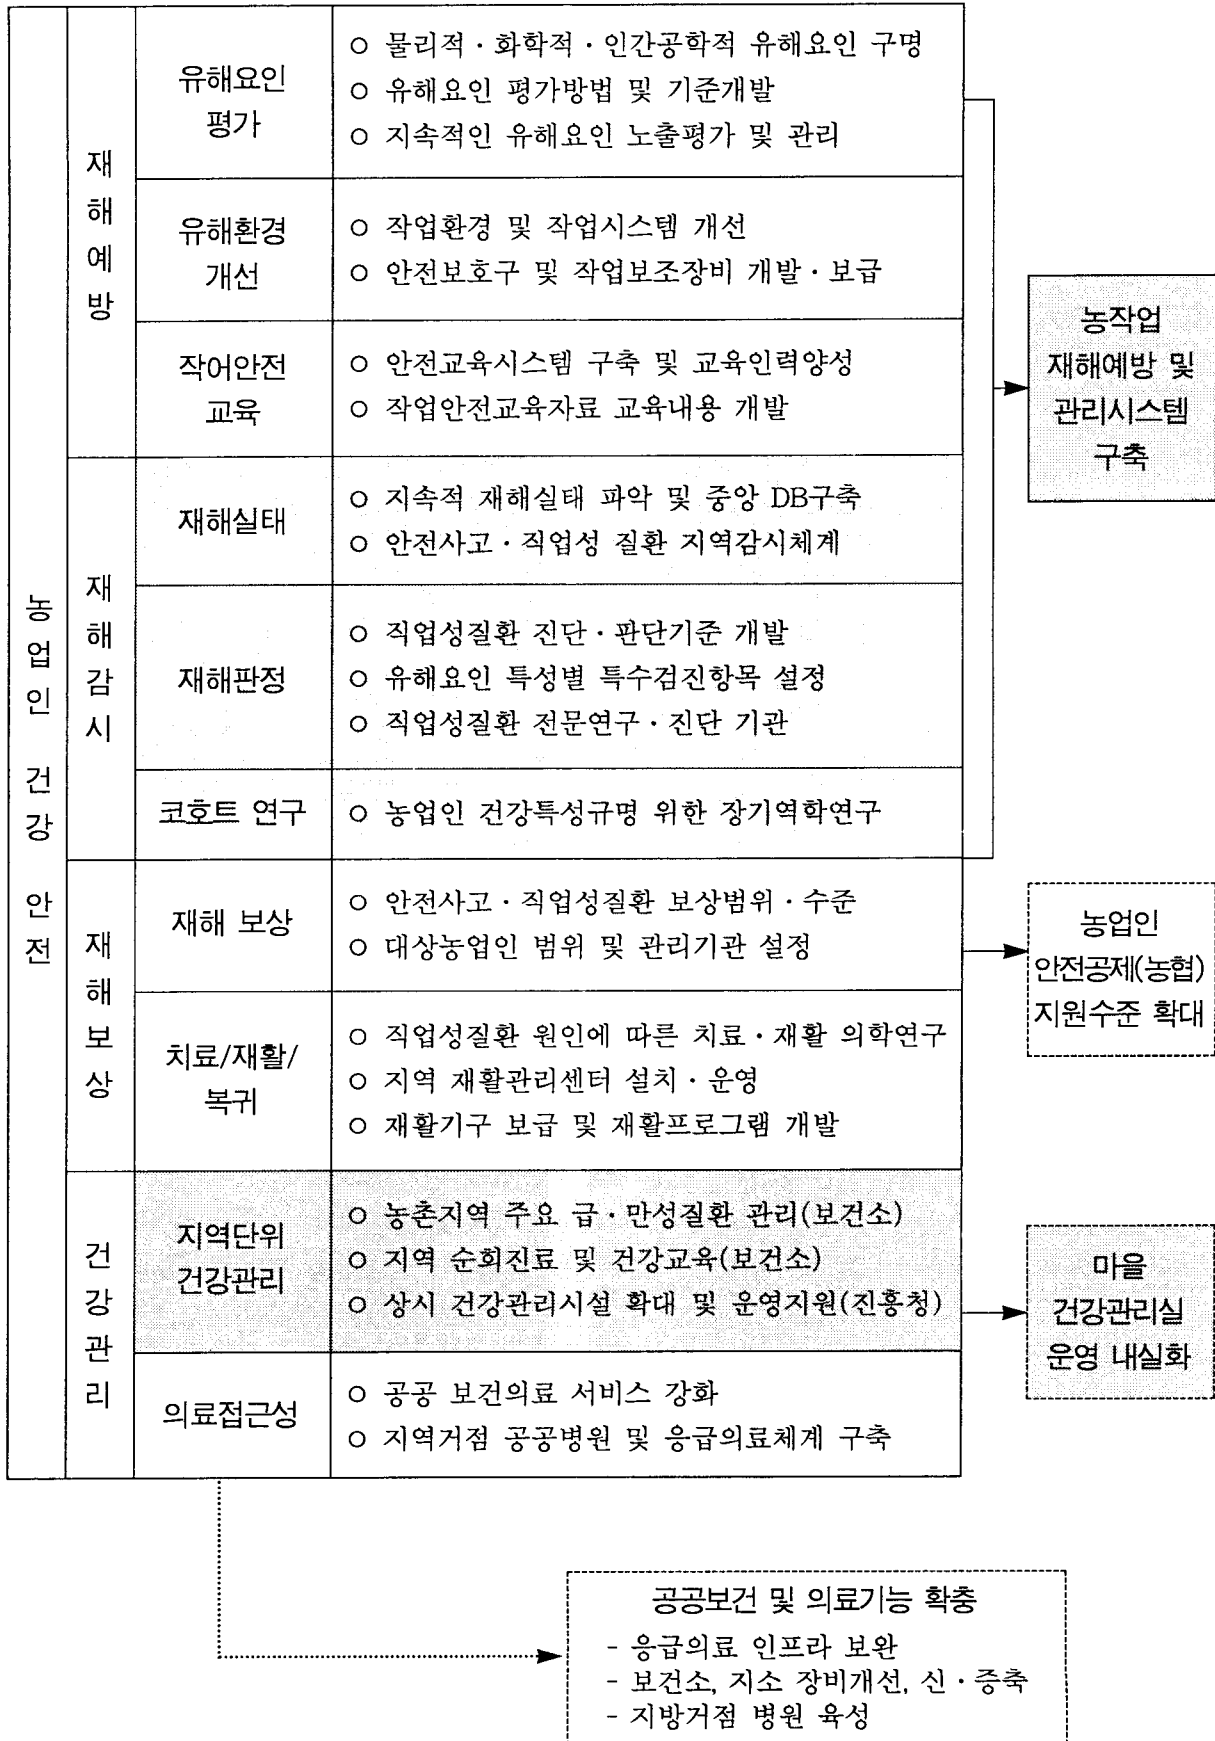 농업인 건강 안전
재해예방
유해요인
평가
○ 물리적·화학적·인간공학적 유해요인 구명
○ 유해요인 평가방법 및 기준개발
○ 지속적인 유해요인 노출평가 및 관리
유해환경
개선
○ 작업환경 및 작업시스템 개선
○ 안전보호구 및 작업보조장비 개발·보급
작어안전
교육
○ 안전교육시스템 구축 및 교육인력양성
○ 작업안전교육자료 교육내용 개발
농작업
재해예방 및
관리시스템
구축
재해감시
재해실태
○ 지속적 재해실태 파악 및 중앙 DB구축
○ 안전사고·직업성 질환 지역감시체계
재해판정
○ 직업성질환 진단·판단기준 개발
○ 유해요인 특성별 특수검진항목 설정
○ 직업성질환 전문연구·진단 기관
코호트 연구
○ 농업인 건강특성규명 위한 장기역학연구
재해보상
재해 보상
○ 안전사고·직업성질환 보상범위·수준
○ 대상농업인 범위 및 관리기관 설정
농업인
안전공제(농협)
지원수준 확대
치료/재활/
복귀
○ 직업성질환 원인에 따른 치료·재활 의학연구
○ 지역 재활관리센터 설치·운영
○ 재활기구 보급 및 재활프로그램 개발
건강관리
지역단위
건강관리
○ 농촌지역 주요 급·만성질환 관리(보건소)
○ 지역 순회진료 및 건강교육(보건소)
○ 상시 건강관리시설 확대 및 운영지원(진흥청)
마을
건강관리실
운영 내실화
의료접근성
○ 공공 보건의료 서비스 강화
○ 지역거점 공공병원 및 응급의료체계 구축
공공보건 및 의료기능 확충
- 응급의료 인프라 보완
- 보건소, 지소 장비개선, 신·증축
- 지방거점 병원 육성